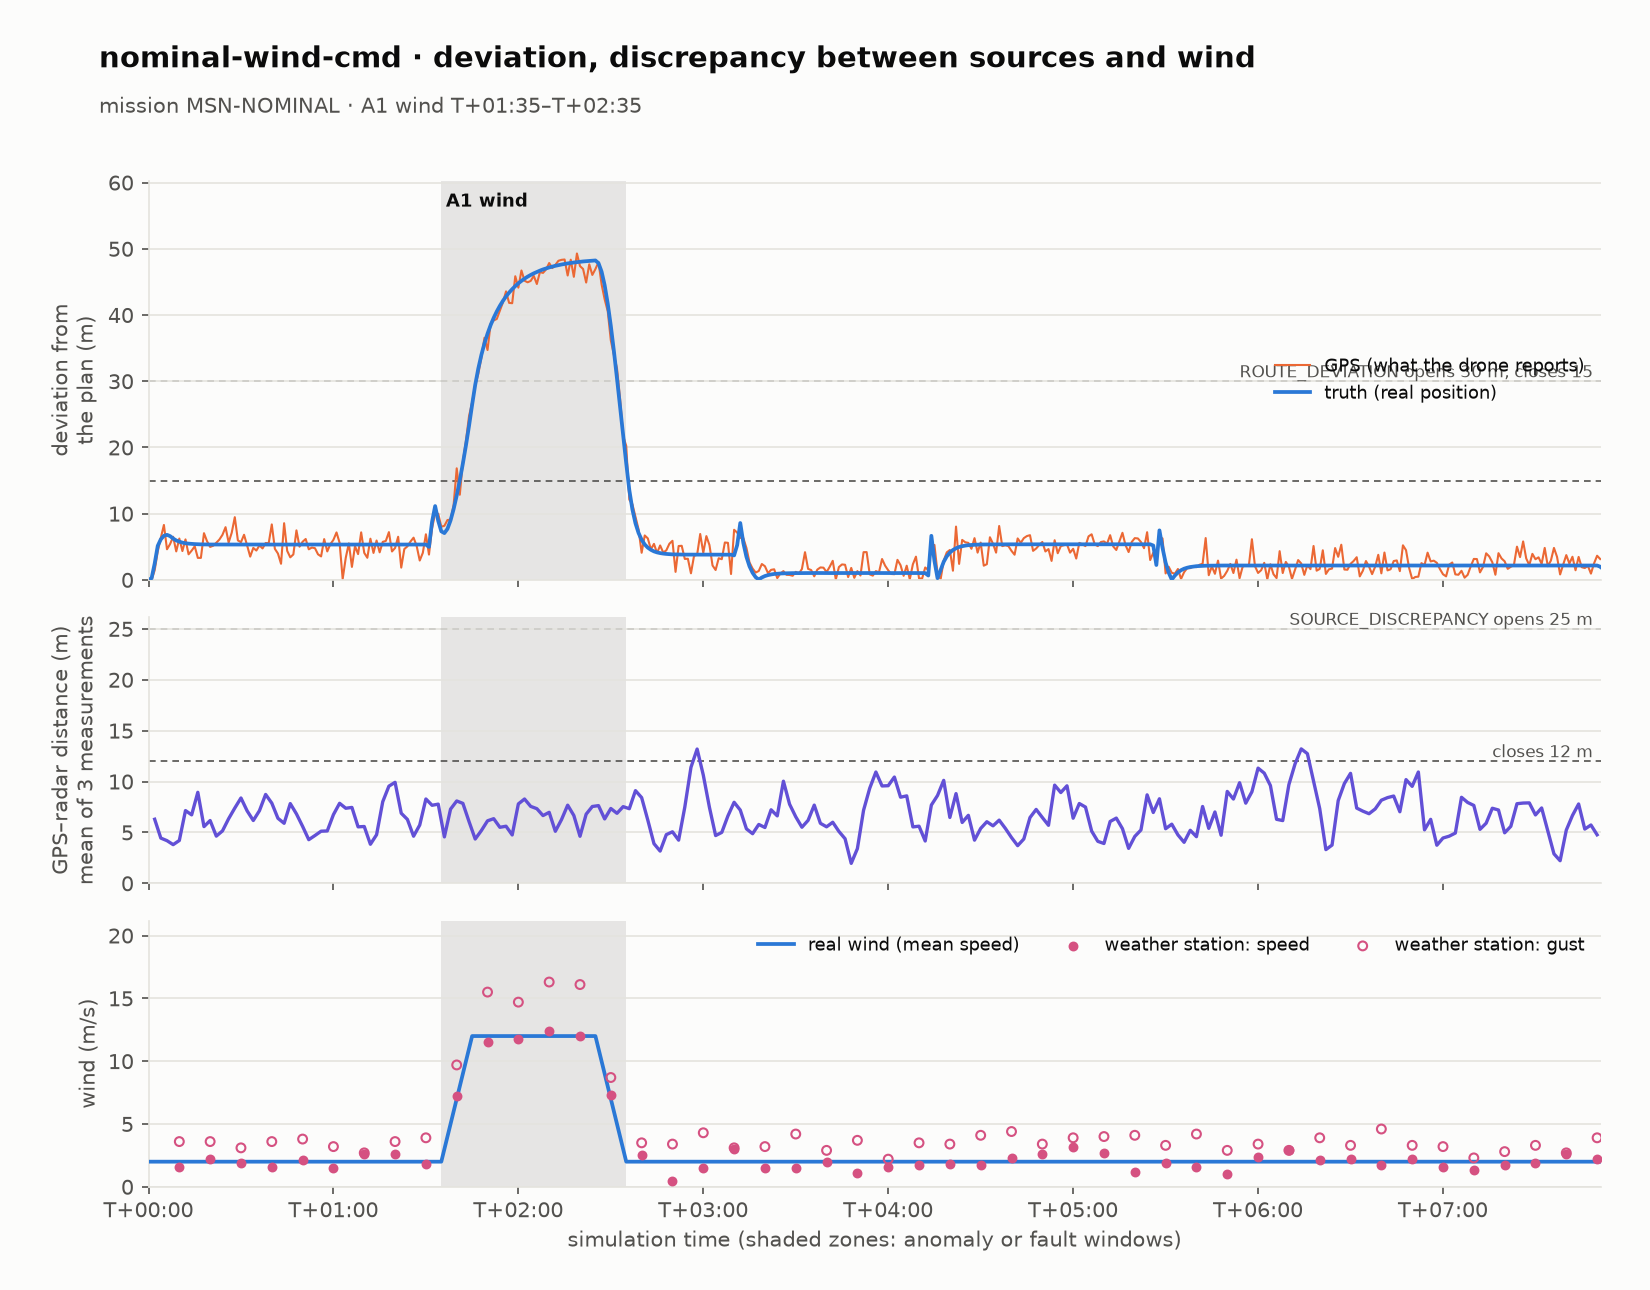 nominal-wind-cmd · deviation, discrepancy between sources and wind
mission MSN-NOMINAL · A1 wind T+01:35–T+02:35
deviation from
the plan (m)
60
50
40
30
20
10
0
A1 wind
ROUTE_DEVIATION opens 30 m, closes 15
GPS (what the drone reports)
truth (real position)
GPS–radar distance (m)
mean of 3 measurements
25
20
15
10
5
0
SOURCE_DISCREPANCY opens 25 m
closes 12 m
wind (m/s)
20
15
10
5
0
real wind (mean speed)
weather station: speed
weather station: gust
T+00:00
T+01:00
T+02:00
T+03:00
T+04:00
T+05:00
T+06:00
T+07:00
simulation time (shaded zones: anomaly or fault windows)